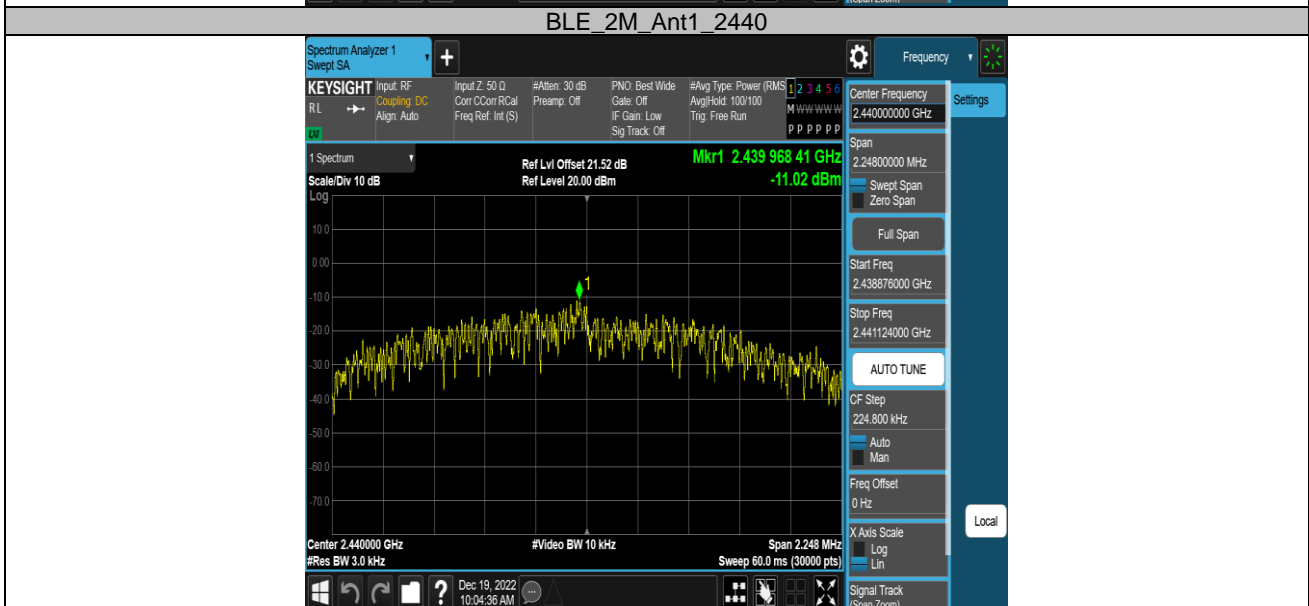 BLE_2M_Ant1_2440
Spectrum Analyzer 1
Swept SA
+
Frequency
KEYSIGHT
RL
LXI
Input: RF
Coupling: DC
Align: Auto
Input Z: 50 Ω
Corr CCorr RCal
Freq Ref: Int (S)
#Atten: 30 dB
Preamp: Off
PNO: Best Wide
Gate: Off
IF Gain: Low
Sig Track: Off
#Avg Type: Power (RMS
Avg|Hold: 100/100
Trig: Free Run
1 2 3 4 5 6
M W W W W W
P P P P P P
1 Spectrum
Scale/Div 10 dB
Log
Ref Lvl Offset 21.52 dB
Ref Level 20.00 dBm
Mkr1 2.439 968 41 GHz
-11.02 dBm
1
10.0
0.00
-10.0
-20.0
-30.0
-40.0
-50.0
-60.0
-70.0
Center 2.440000 GHz
#Res BW 3.0 kHz
#Video BW 10 kHz
Span 2.248 MHz
Sweep 60.0 ms (30000 pts)
?
Dec 19, 2022
10:04:36 AM
Center Frequency
2.440000000 GHz
Settings
Span
2.24800000 MHz
Swept Span
Zero Span
Full Span
Start Freq
2.438876000 GHz
Stop Freq
2.441124000 GHz
AUTO TUNE
CF Step
224.800 kHz
Auto
Man
Freq Offset
0 Hz
X Axis Scale
Log
Lin
Local
Signal Track
(Span Zoom)